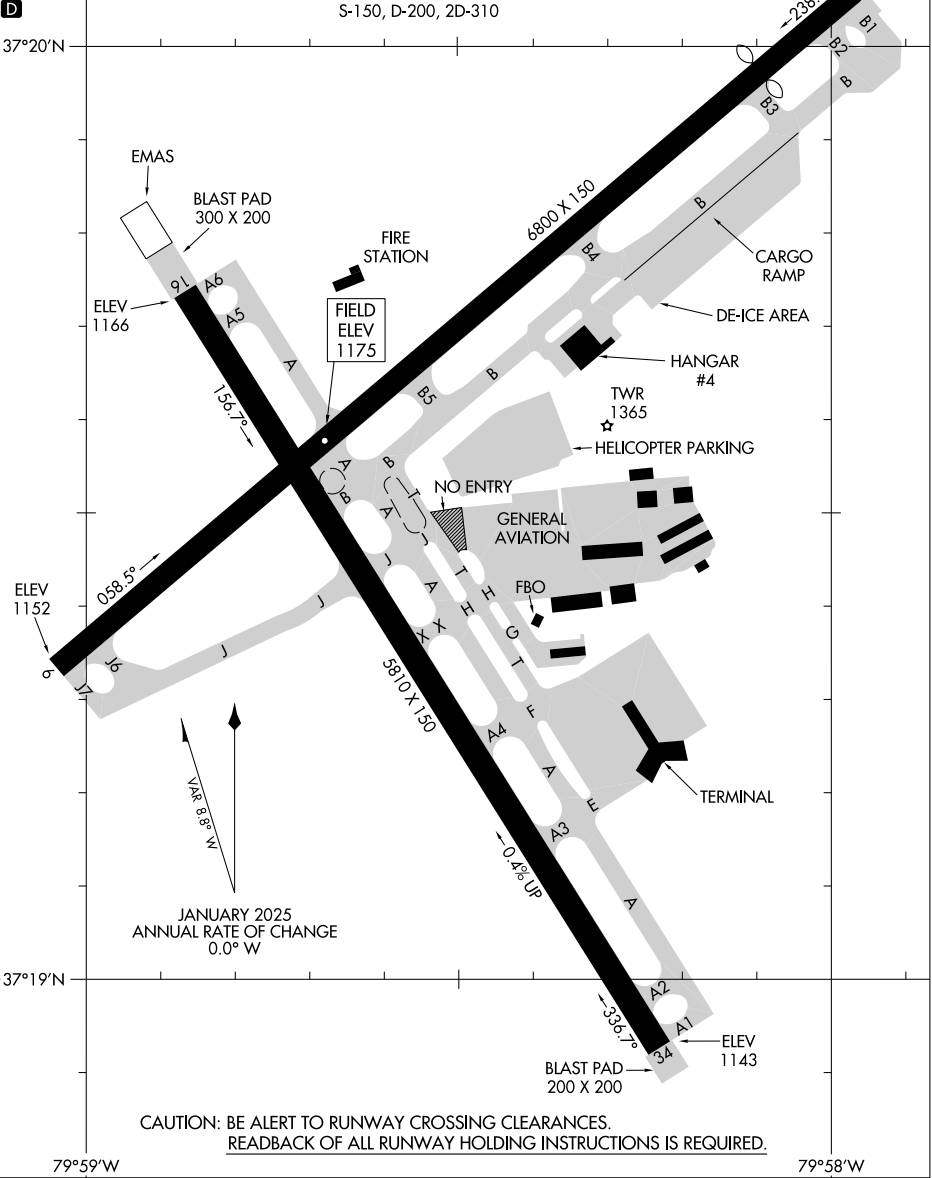 D
S-150, D-200, 2D-310
37°20'N
238.
B1
B2
B
B3
EMAS
BLAST PAD
300 X 200
6800 X 150
B
FIRE
STATION
B4
CARGO
RAMP
16
A6
ELEV
1166
A5
FIELD
ELEV
1175
DE-ICE AREA
A
B
HANGAR
#4
156.7°
B5
TWR
1365
HELICOPTER PARKING
A
B
B
T
NO ENTRY
A
GENERAL
AVIATION
J
J
T
058.5°
ELEV
1152
J
A
H
H
FBO
X
X
G
J
T
J6
J7
9
5810 X 150
F
A4
A
VAR 8.8° W
TERMINAL
E
A3
0.4% UP
JANUARY 2025
ANNUAL RATE OF CHANGE
0.0° W
A
37°19'N
A2
336.7°
A1
34
ELEV
1143
BLAST PAD
200 X 200
CAUTION: BE ALERT TO RUNWAY CROSSING CLEARANCES.
READBACK OF ALL RUNWAY HOLDING INSTRUCTIONS IS REQUIRED.
79°59'W
79°58'W